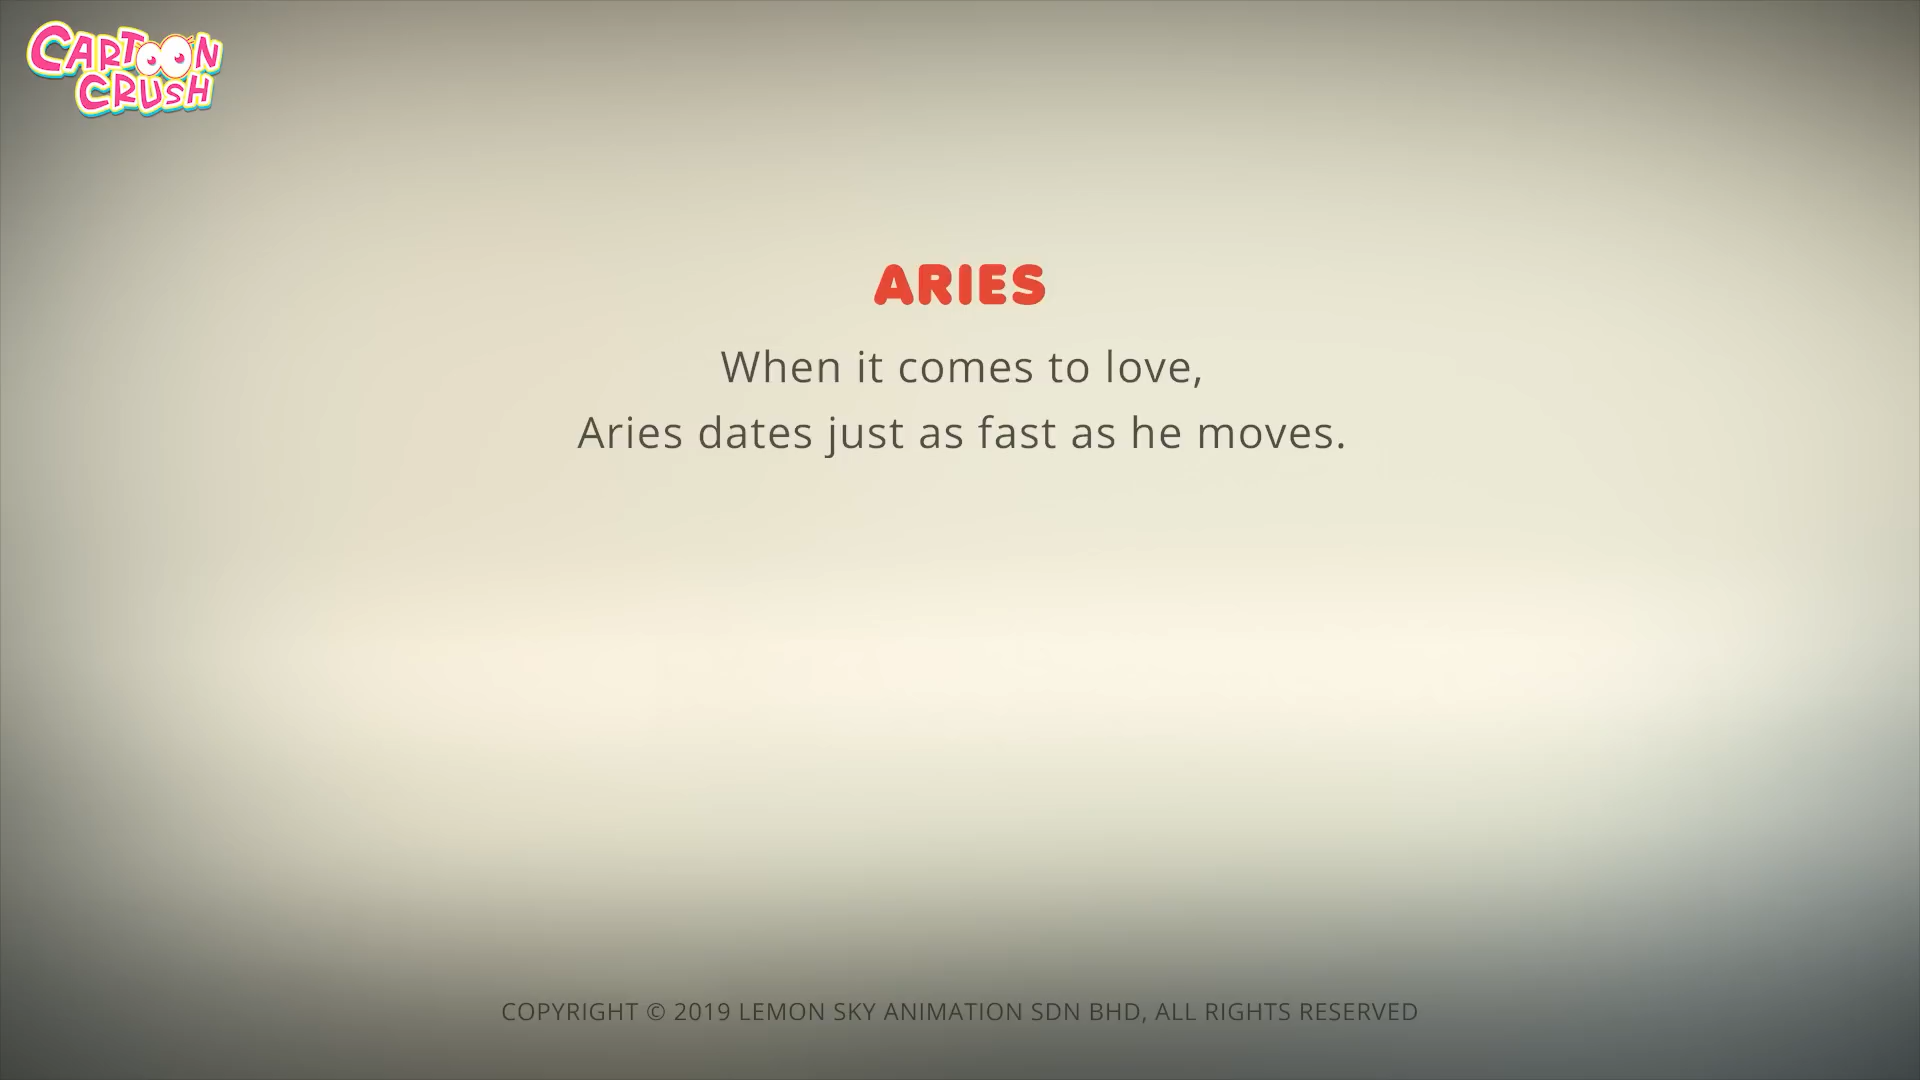 CARTOON
CRUSH
ARIES
When it comes to love,
Aries dates just as fast as he moves.
COPYRIGHT © 2019 LEMON SKY ANIMATION SDN BHD, ALL RIGHTS RESERVED